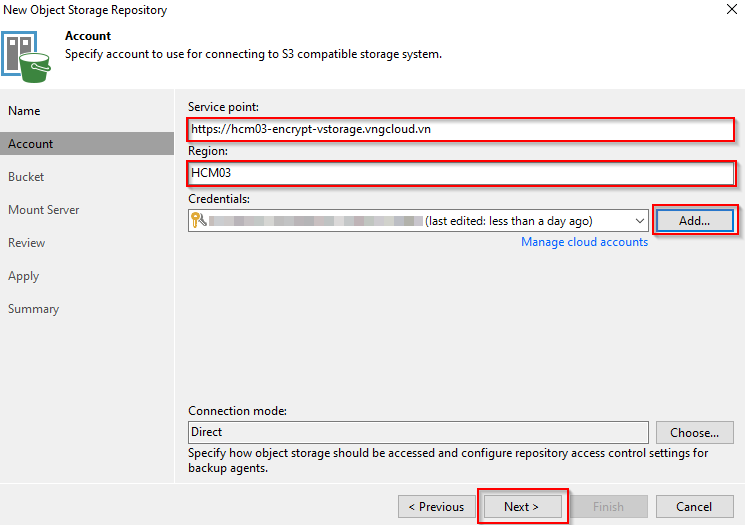 New Object Storage Repository
Account
Specify account to use for connecting to S3 compatible storage system.
Name
Account
Bucket
Mount Server
Review
Apply
Summary
Service point:
https://hcm03-encrypt-vstorage.vngcloud.vn
Region:
HCM03
Credentials:
(last edited: less than a day ago)
Add...
Manage cloud accounts
Connection mode:
Direct
Choose...
Specify how object storage should be accessed and configure repository access control settings for
backup agents.
< Previous
Next >
Finish
Cancel